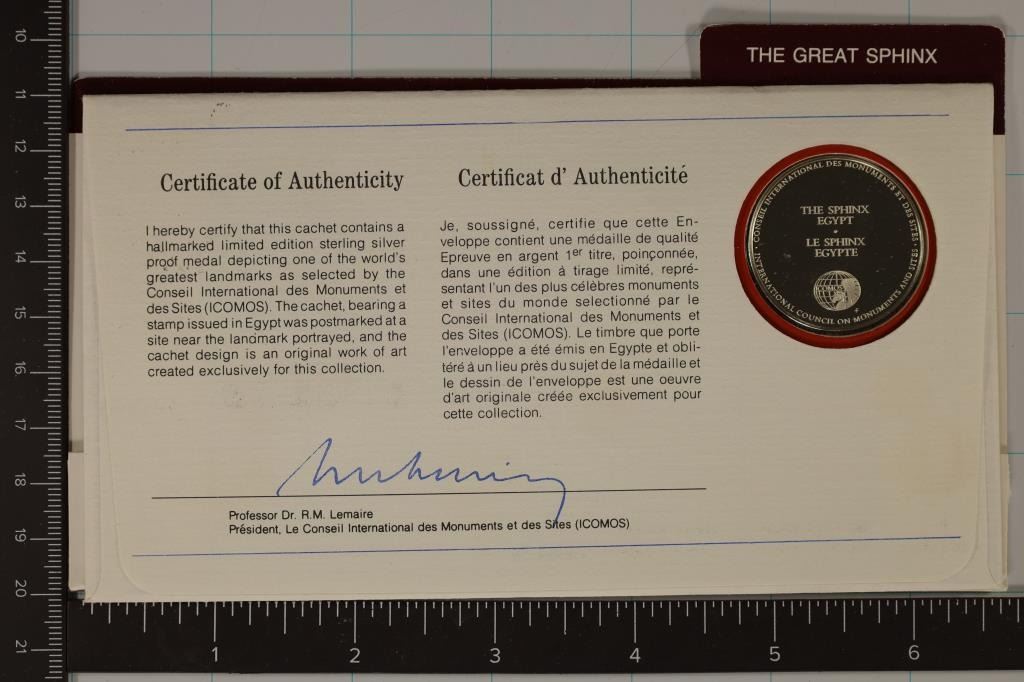 THE GREAT SPHINX
Certificate of Authenticity
I hereby certify that this cachet contains a
hallmarked limited edition sterling silver
proof medal depicting one of the world's
greatest landmarks as selected by the
Conseil International des Monuments et
des Sites (ICOMOS). The cachet, bearing a
stamp issued in Egypt was postmarked at a
site near the landmark portrayed, and the
cachet design is an original work of art
created exclusively for this collection.
Certificat d' Authenticité
Je, soussigné, certifie que cette En-
veloppe contient une médaille de qualité
Epreuve en argent 1er titre, poinçonnée,
dans une édition à tirage limité, repré-
sentant l'un des plus célèbres monuments
et sites du monde selectionné par le
Conseil International des Monuments et
des Sites (ICOMOS). Le timbre que porte
l'enveloppe a été émis en Egypte et obli-
téré à un lieu près du sujet de la médaille et
le dessin de l'enveloppe est une oeuvre
d'art originale créée exclusivement pour
cette collection.
Professor Dr. R.M. Lemaire
Président, Le Conseil International des Monuments et des Sites (ICOMOS)
CONSEIL INTERNATIONAL DES MONUMENTS ET DES SITES
INTERNATIONAL COUNCIL ON MONUMENTS AND SITES
THE SPHINX
EGYPT
LE SPHINX
EGYPTE
ICOMOS
10
11
12
13
14
15
16
17
18
19
20
21
1 2 3 4 5 6